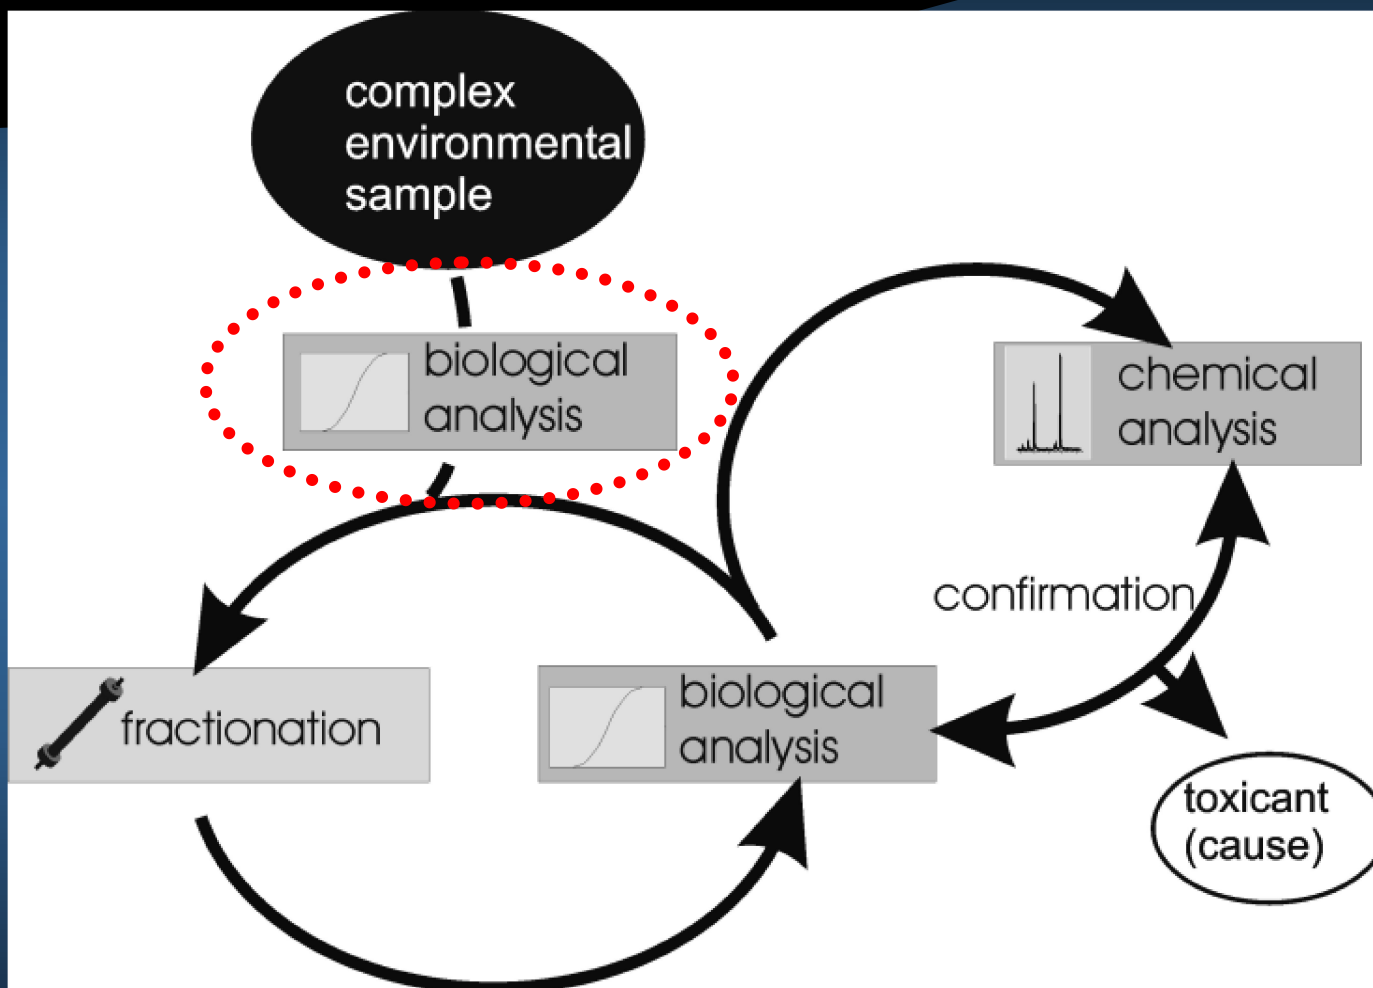 complex
environmental
sample
biological
analysis
chemical
analysis
confirmation
fractionation
biological
analysis
toxicant
(cause)